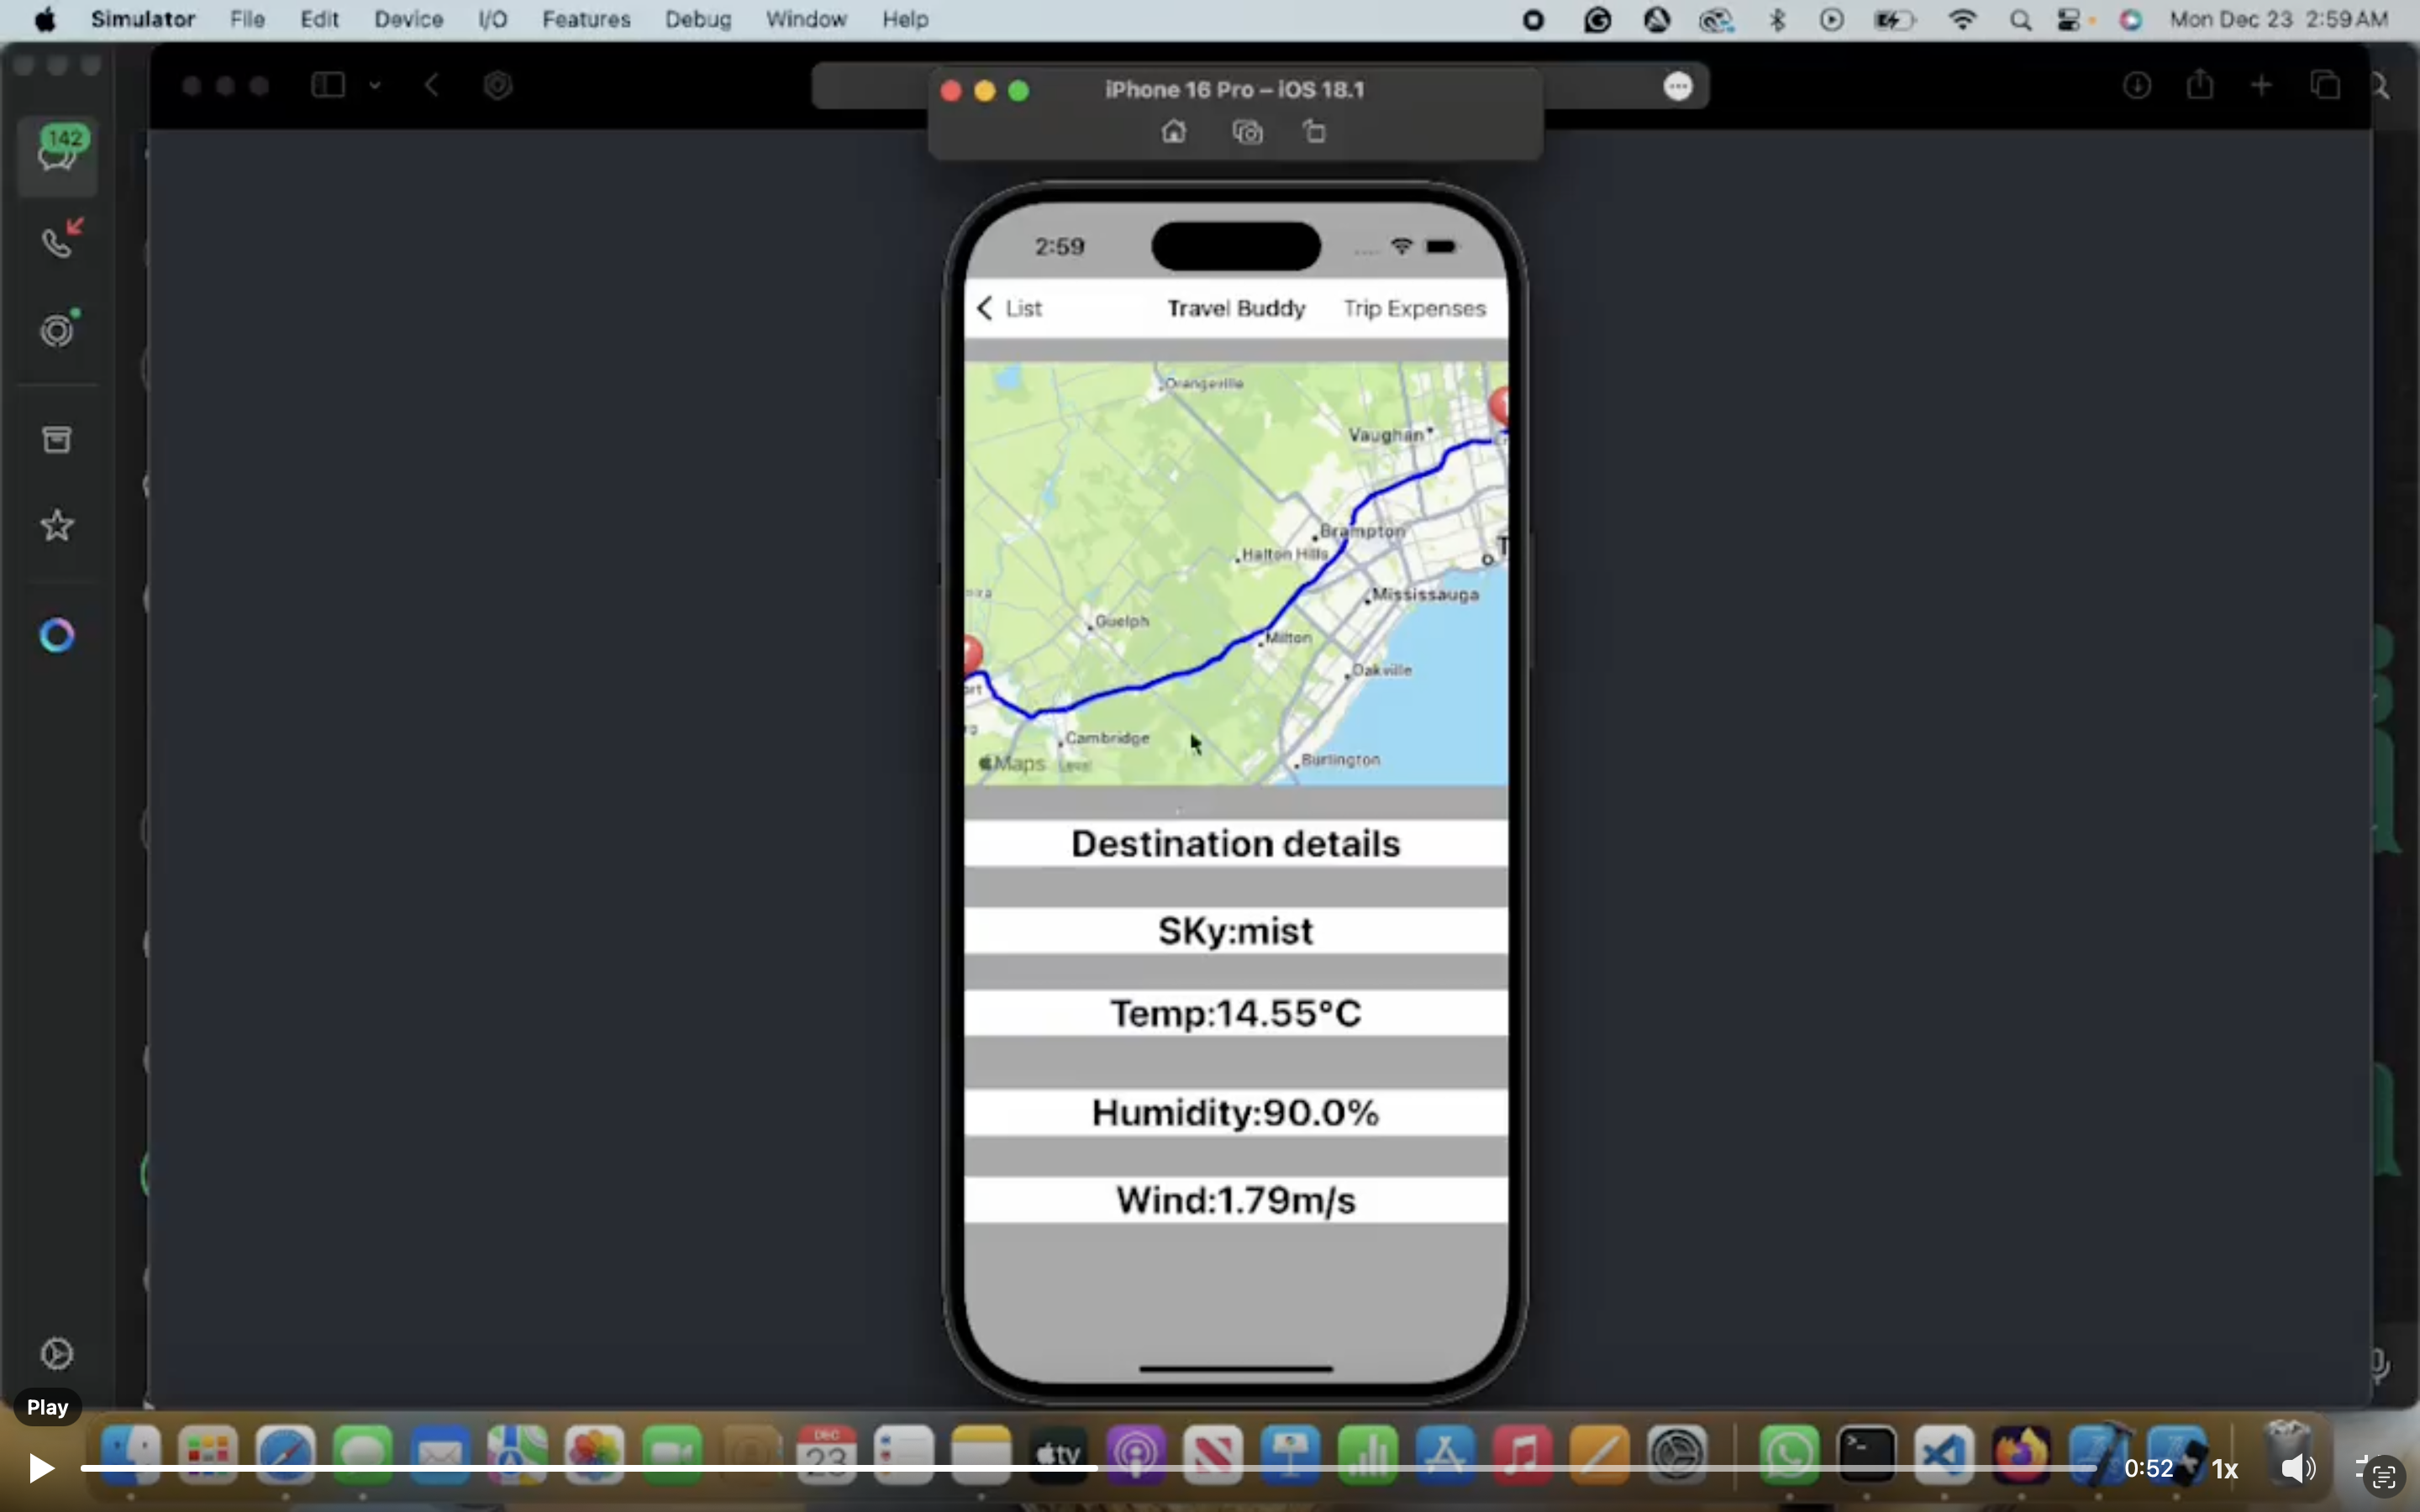 Simulator File Edit Device I/O Features Debug Window Help Mon Dec 23 2:59 AM
iPhone 16 Pro – iOS 18.1
142
2:59
List Travel Buddy Trip Expenses
Orangeville
Vaughan
Brampton
Halton Hills
T
Mississauga
Guelph
Milton
Oakville
ort
Cambridge
Maps Legal
Burlington
Destination details
SKy:mist
Temp:14.55°C
Humidity:90.0%
Wind:1.79m/s
Play
DEC
23
tv
0:52 1x